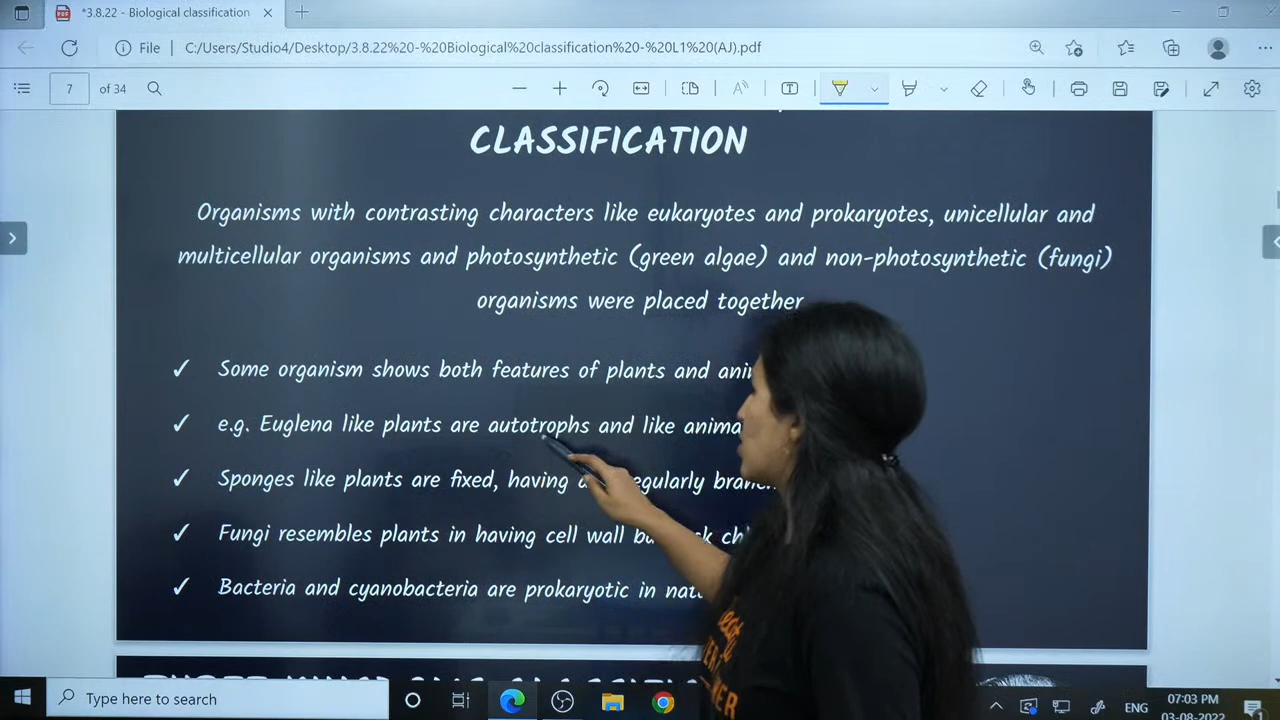 *3.8.22 - Biological classification
File C:/Users/Studio4/Desktop/3.8.22%20-%20Biological%20classification%20-%20L1%20(AJ).pdf
7 of 34
CLASSIFICATION
Organisms with contrasting characters like eukaryotes and prokaryotes, unicellular and
multicellular organisms and photosynthetic (green algae) and non-photosynthetic (fungi)
organisms were placed together
✓ Some organism shows both features of plants and
✓ e.g. Euglena like plants are autotrophs and like
✓ Sponges like plants are fixed, having
✓ Fungi resembles plants in having cell wall
✓ Bacteria and cyanobacteria are prokaryotic in
Type here to search
ENG
07:03 PM
03-08-2022